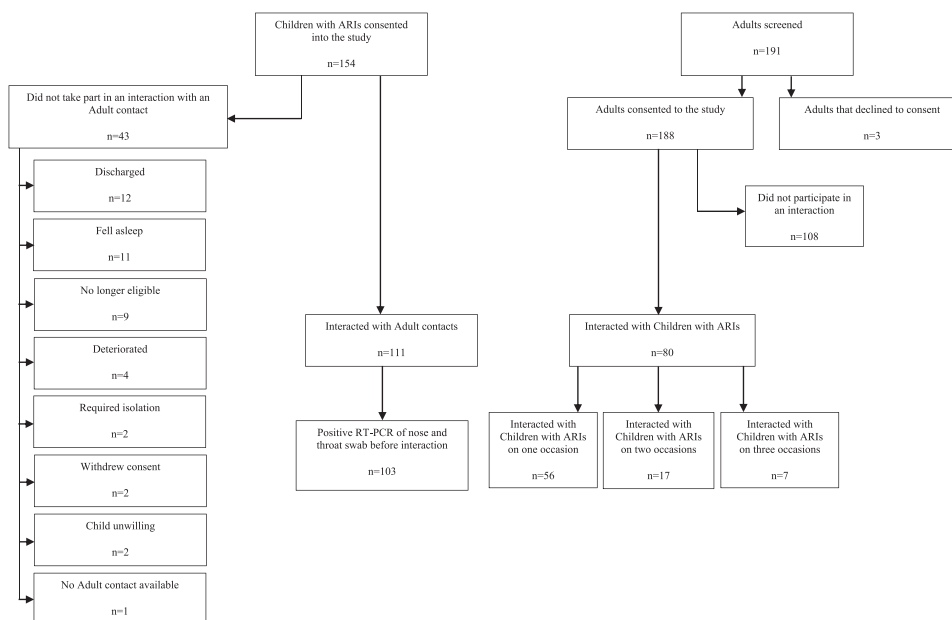 Children with ARIs consented
into the study
n=154
Did not take part in an interaction with an
Adult contact
n=43
Discharged
n=12
Fell asleep
n=11
No longer eligible
n=9
Deteriorated
n=4
Required isolation
n=2
Withdrew consent
n=2
Child unwilling
n=2
No Adult contact available
n=1
Interacted with Adult contacts
n=111
Positive RT-PCR of nose and
throat swab before interaction
n=103
Adults screened
n=191
Adults consented to the study
n=188
Adults that declined to consent
n=3
Did not participate in
an interaction
n=108
Interacted with Children with ARIs
n=80
Interacted with
Children with ARIs
on one occasion
n=56
Interacted with
Children with ARIs
on two occasions
n=17
Interacted with
Children with ARIs on
three occasions
n=7